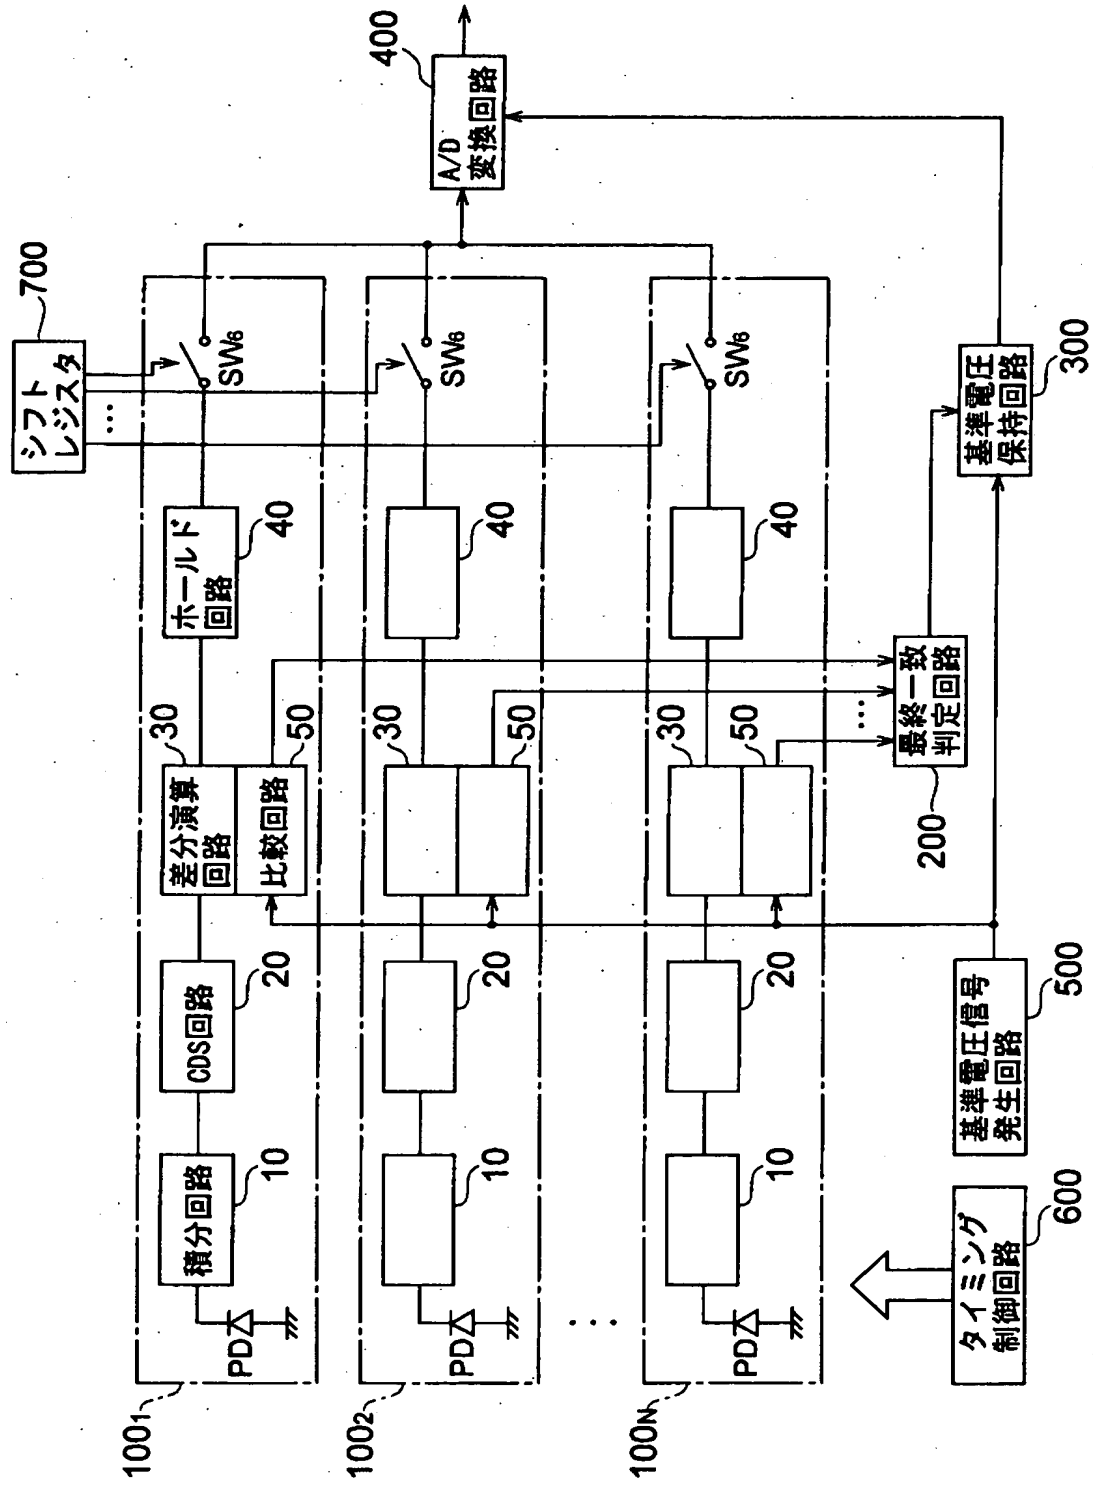 シフト
レジスタ
700
400
A/D
変換回路
100₁
PD
積分回路
10
CDS回路
20
差分演算
回路
30
比較回路
50
ホールド
回路
40
SW₆
100₂
PD
10
20
30
50
40
SW₆
...
...
100N
PD
10
20
30
50
40
SW₆
...
タイミング
制御回路
600
基準電圧信号
発生回路
500
最終一致
判定回路
200
基準電圧
保持回路
300